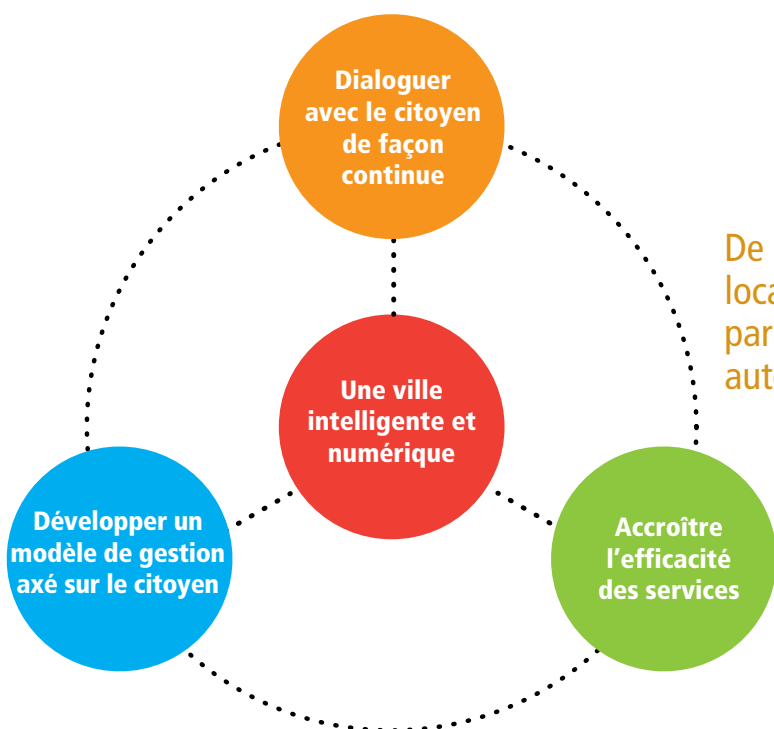 Dialoguer
avec le citoyen
de façon
continue
De
Une ville
intelligente et
numérique
Développer un
modèle de gestion
axé sur le citoyen
Accroître
l’efficacité
des services